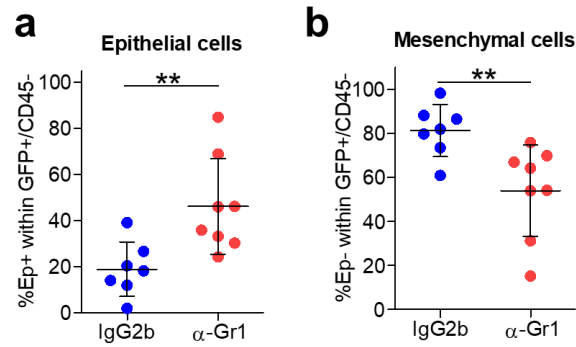 a
Epithelial cells
**
%Ep+ within GFP+/CD45-
100
80
60
40
20
0
IgG2b
α-Gr1
b
Mesenchymal cells
**
%Ep- within GFP+/CD45-
100
80
60
40
20
0
IgG2b
α-Gr1